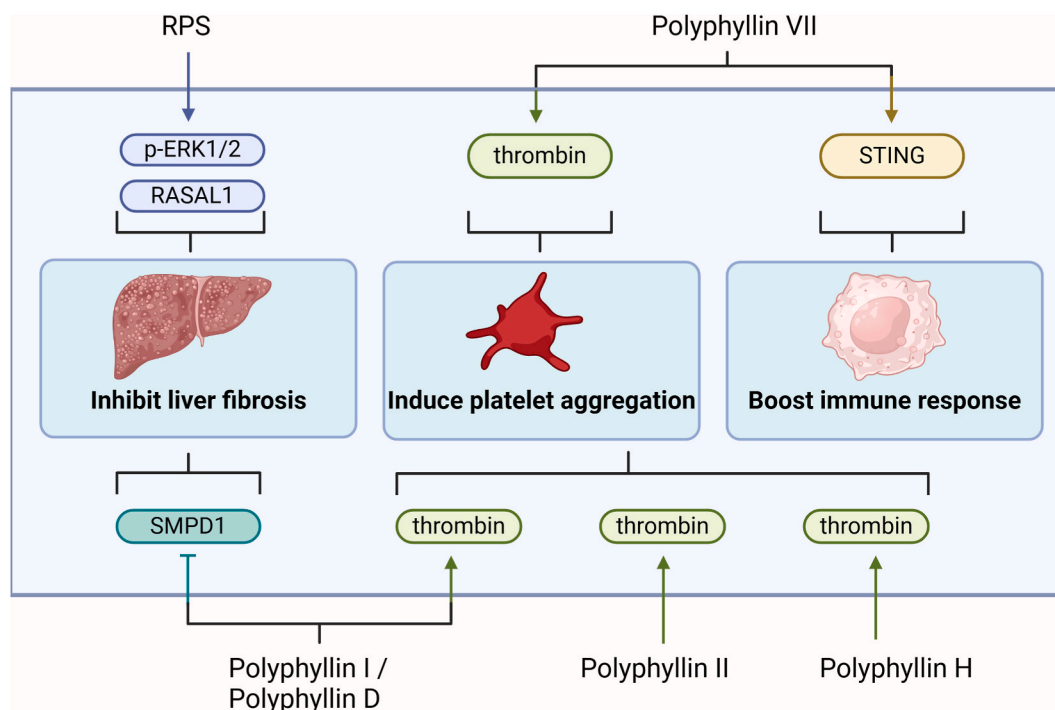 RPS
Polyphyllin VII
p-ERK1/2
RASAL1
thrombin
STING
Inhibit liver fibrosis
Induce platelet aggregation
Boost immune response
SMPD1
thrombin
thrombin
thrombin
Polyphyllin I /
Polyphyllin D
Polyphyllin II
Polyphyllin H